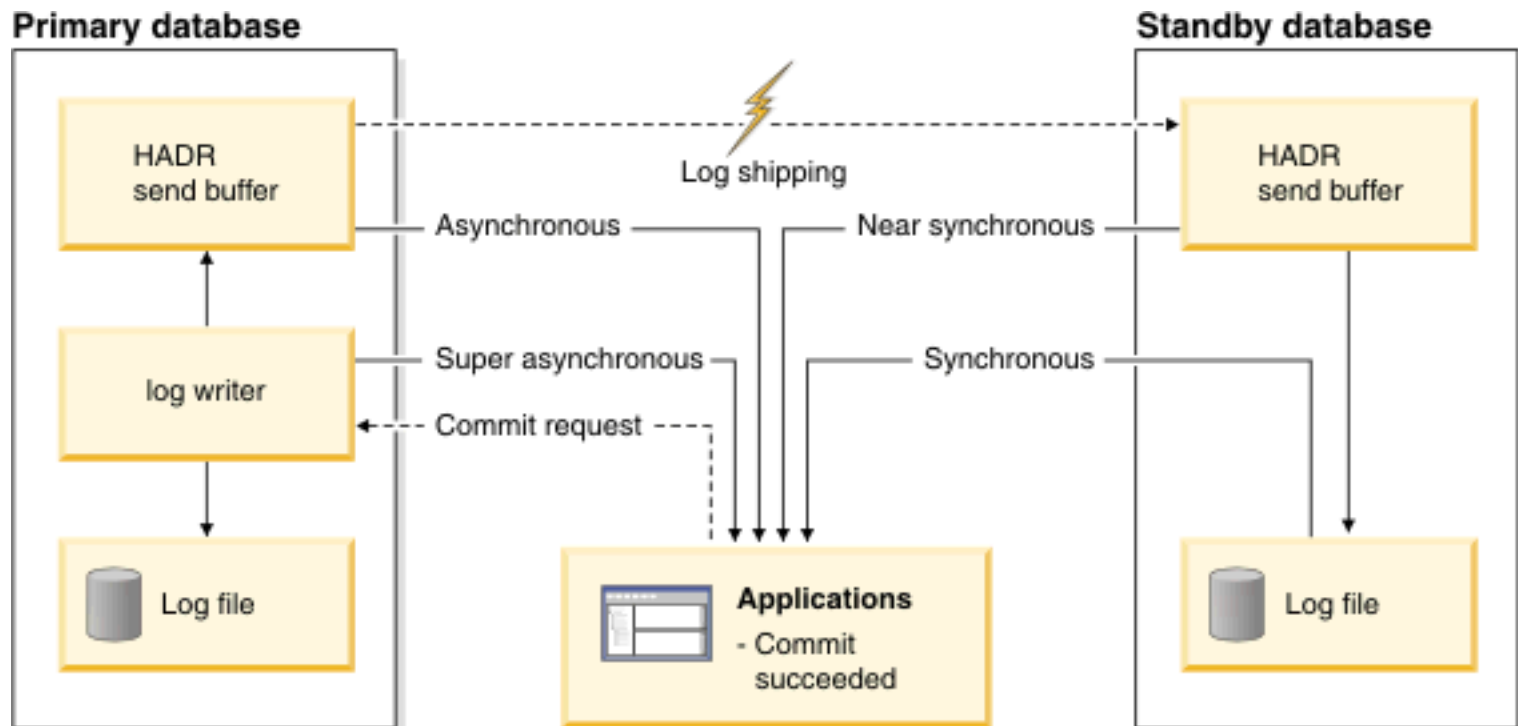 Primary database
Standby database
HADR
send buffer
Log shipping
HADR
send buffer
Asynchronous
Near synchronous
log writer
Super asynchronous
Synchronous
Commit request
Log file
Applications
- Commit
succeeded
Log file